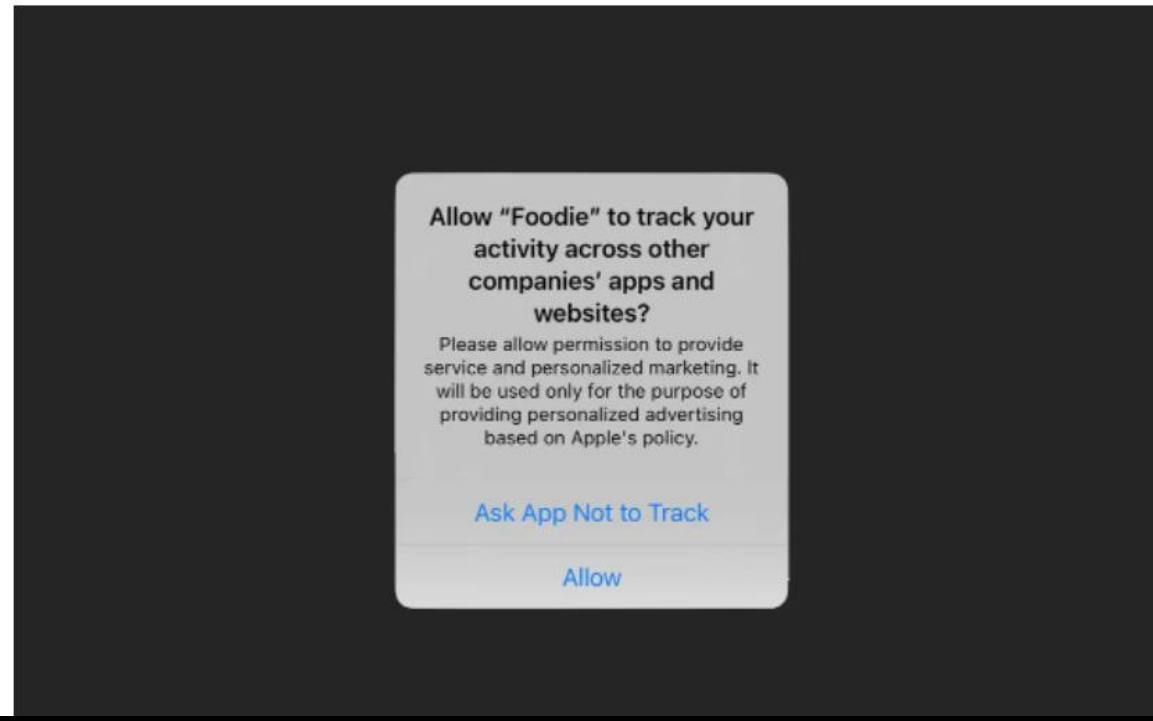 Allow “Foodie” to track your
activity across other
companies’ apps and
websites?
Please allow permission to provide
service and personalized marketing. It
will be used only for the purpose of
providing personalized advertising
based on Apple's policy.
Ask App Not to Track
Allow